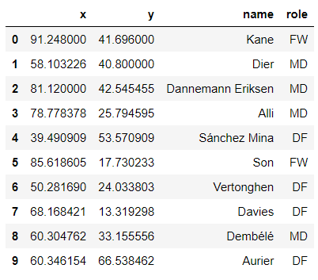 x y name role
0 91.248000 41.696000 Kane FW
1 58.103226 40.800000 Dier MD
2 81.120000 42.545455 Dannemann Eriksen MD
3 78.778378 25.794595 Alli MD
4 39.490909 53.570909 Sánchez Mina DF
5 85.618605 17.730233 Son FW
6 50.281690 24.033803 Vertonghen DF
7 68.168421 13.319298 Davies DF
8 60.304762 33.155556 Dembélé MD
9 60.346154 66.538462 Aurier DF